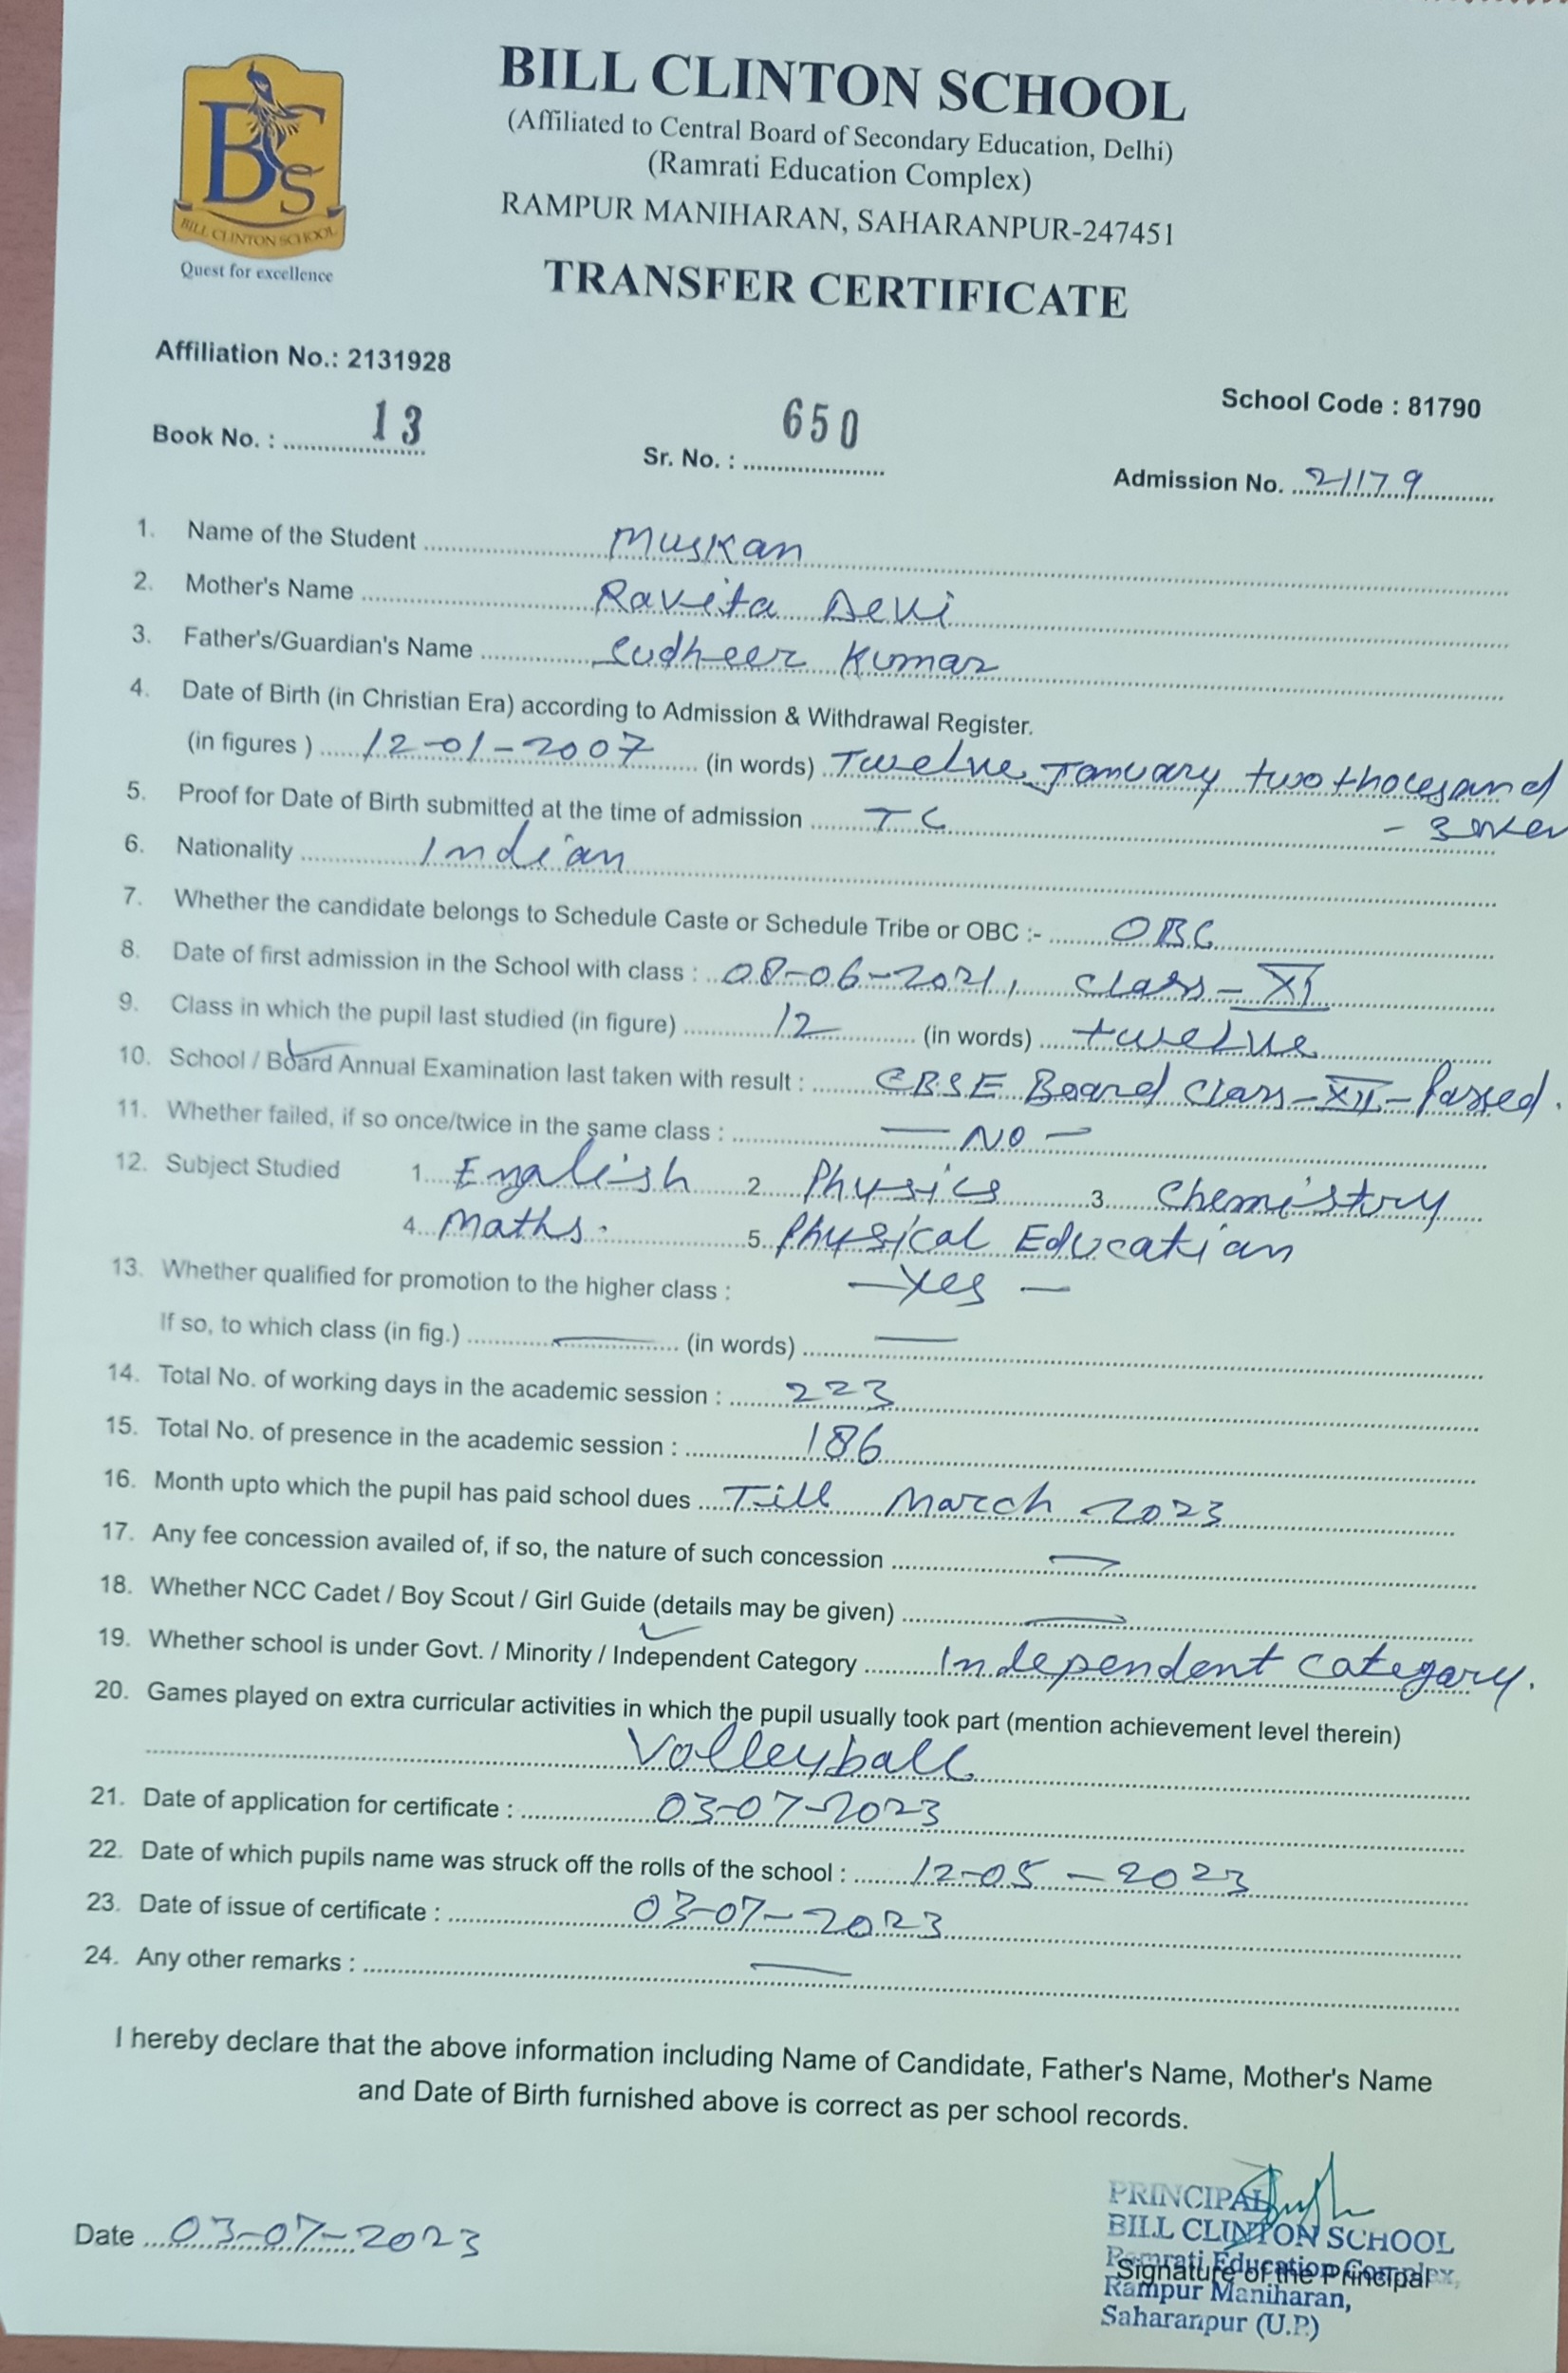 BCS
BILL CLINTON SCHOOL
Quest for excellence
BILL CLINTON SCHOOL
(Affiliated to Central Board of Secondary Education, Delhi)
(Ramrati Education Complex)
RAMPUR MANIHARAN, SAHARANPUR-247451
TRANSFER CERTIFICATE
Affiliation No.: 2131928
School Code : 81790
Book No. : 13 Sr. No. : 650 Admission No. 21179
1. Name of the Student Muskan
2. Mother's Name Ravita Devi
3. Father's/Guardian's Name Sudheer Kumar
4. Date of Birth (in Christian Era) according to Admission & Withdrawal Register.
(in figures ) 12-01-2007 (in words) Twelve January two thousand
- seven
5. Proof for Date of Birth submitted at the time of admission TC
6. Nationality Indian
7. Whether the candidate belongs to Schedule Caste or Schedule Tribe or OBC :- OBC
8. Date of first admission in the School with class : 08-06-2021, Class - XI
9. Class in which the pupil last studied (in figure) 12 (in words) twelve
10. School / Board Annual Examination last taken with result : CBSE Board Class-XII-Passed.
11. Whether failed, if so once/twice in the same class : — NO —
12. Subject Studied 1. English 2. Physics 3. Chemistory
4. Maths. 5. Physical Education
13. Whether qualified for promotion to the higher class : — Yes —
If so, to which class (in fig.) — (in words) —
14. Total No. of working days in the academic session : 223
15. Total No. of presence in the academic session : 186
16. Month upto which the pupil has paid school dues Till March 2023
17. Any fee concession availed of, if so, the nature of such concession —
18. Whether NCC Cadet / Boy Scout / Girl Guide (details may be given) —
19. Whether school is under Govt. / Minority / Independent Category Independent category.
20. Games played on extra curricular activities in which the pupil usually took part (mention achievement level therein)
Volleyball
21. Date of application for certificate : 03-07-2023
22. Date of which pupils name was struck off the rolls of the school : 12-05-2023
23. Date of issue of certificate : 03-07-2023
24. Any other remarks : —
I hereby declare that the above information including Name of Candidate, Father's Name, Mother's Name
and Date of Birth furnished above is correct as per school records.
Date 03-07-2023
PRINCIPAL
BILL CLINTON SCHOOL
Ramrati Education Complex,
Signature of the Principal
Rampur Maniharan,
Saharanpur (U.P.)